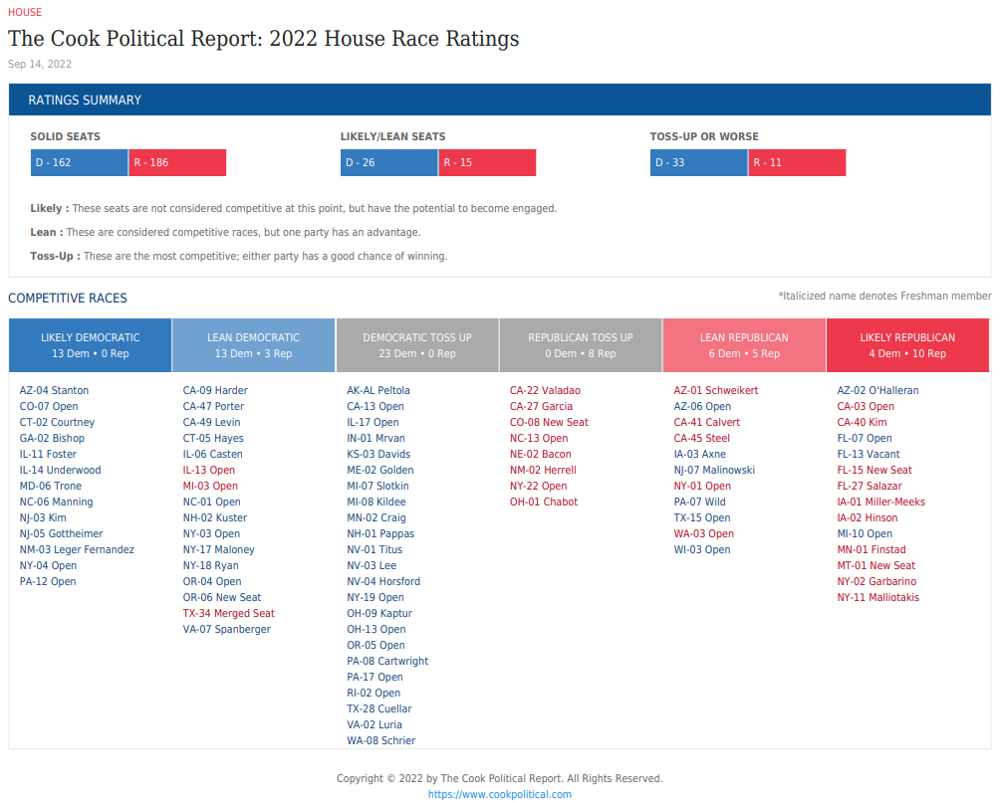 HOUSE
The Cook Political Report: 2022 House Race Ratings
Sep 14, 2022
RATINGS SUMMARY
SOLID SEATS
D - 162 R - 186
LIKELY/LEAN SEATS
D - 26 R - 15
TOSS-UP OR WORSE
D - 33 R - 11
Likely : These seats are not considered competitive at this point, but have the potential to become engaged.
Lean : These are considered competitive races, but one party has an advantage.
Toss-Up : These are the most competitive; either party has a good chance of winning.
COMPETITIVE RACES
*Italicized name denotes Freshman member
LIKELY DEMOCRATIC
13 Dem • 0 Rep
AZ-04 Stanton
CO-07 Open
CT-02 Courtney
GA-02 Bishop
IL-11 Foster
IL-14 Underwood
MD-06 Trone
NC-06 Manning
NJ-03 Kim
NJ-05 Gottheimer
NM-03 Leger Fernandez
NY-04 Open
PA-12 Open
LEAN DEMOCRATIC
13 Dem • 3 Rep
CA-09 Harder
CA-47 Porter
CA-49 Levin
CT-05 Hayes
IL-06 Casten
IL-13 Open
MI-03 Open
NC-01 Open
NH-02 Kuster
NY-03 Open
NY-17 Maloney
NY-18 Ryan
OR-04 Open
OR-06 New Seat
TX-34 Merged Seat
VA-07 Spanberger
DEMOCRATIC TOSS UP
23 Dem • 0 Rep
AK-AL Peltola
CA-13 Open
IL-17 Open
IN-01 Mrvan
KS-03 Davids
ME-02 Golden
MI-07 Slotkin
MI-08 Kildee
MN-02 Craig
NH-01 Pappas
NV-01 Titus
NV-03 Lee
NV-04 Horsford
NY-19 Open
OH-09 Kaptur
OH-13 Open
OR-05 Open
PA-08 Cartwright
PA-17 Open
RI-02 Open
TX-28 Cuellar
VA-02 Luria
WA-08 Schrier
REPUBLICAN TOSS UP
0 Dem • 8 Rep
CA-22 Valadao
CA-27 Garcia
CO-08 New Seat
NC-13 Open
NE-02 Bacon
NM-02 Herrell
NY-22 Open
OH-01 Chabot
LEAN REPUBLICAN
6 Dem • 5 Rep
AZ-01 Schweikert
AZ-06 Open
CA-41 Calvert
CA-45 Steel
IA-03 Axne
NJ-07 Malinowski
NY-01 Open
PA-07 Wild
TX-15 Open
WA-03 Open
WI-03 Open
LIKELY REPUBLICAN
4 Dem • 10 Rep
AZ-02 O'Halleran
CA-03 Open
CA-40 Kim
FL-07 Open
FL-13 Vacant
FL-15 New Seat
FL-27 Salazar
IA-01 Miller-Meeks
IA-02 Hinson
MI-10 Open
MN-01 Finstad
MT-01 New Seat
NY-02 Garbarino
NY-11 Malliotakis
Copyright © 2022 by The Cook Political Report. All Rights Reserved.
https://www.cookpolitical.com